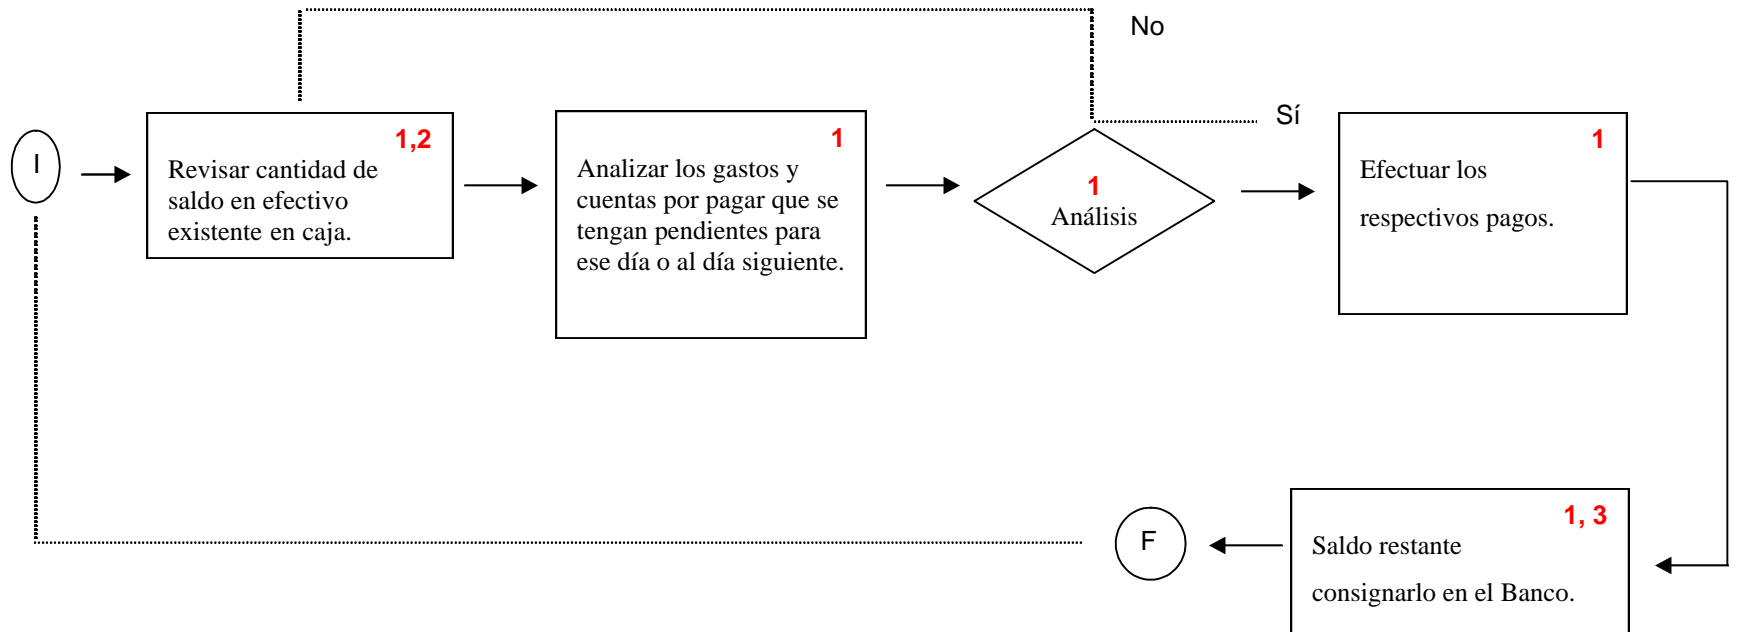 No
Sí
I
1,2
Revisar cantidad de
saldo en efectivo
existente en caja.
1
Analizar los gastos y
cuentas por pagar que se
tengan pendientes para
ese día o al día siguiente.
1
Análisis
1
Efectuar los
respectivos pagos.
1, 3
Saldo restante
consignarlo en el Banco.
F